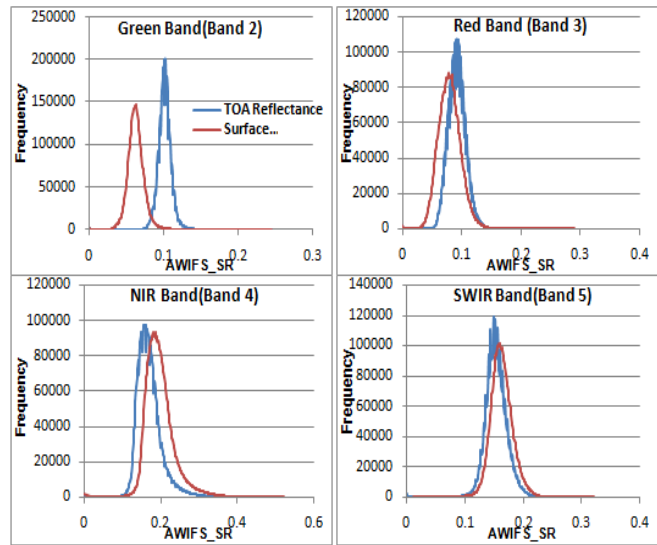 Green Band(Band 2)
Frequency
250000
200000
150000
100000
50000
0
TOA Reflectance
Surface...
0 0.1 0.2 0.3
AWIFS_SR
Red Band (Band 3)
Frequency
120000
100000
80000
60000
40000
20000
0
0 0.1 0.2 0.3 0.4
AWIFS_SR
NIR Band(Band 4)
Frequency
120000
100000
80000
60000
40000
20000
0
0 0.2 0.4 0.6
AWIFS_SR
SWIR Band(Band 5)
Frequency
140000
120000
100000
80000
60000
40000
20000
0
0 0.1 0.2 0.3 0.4
AWIFS_SR